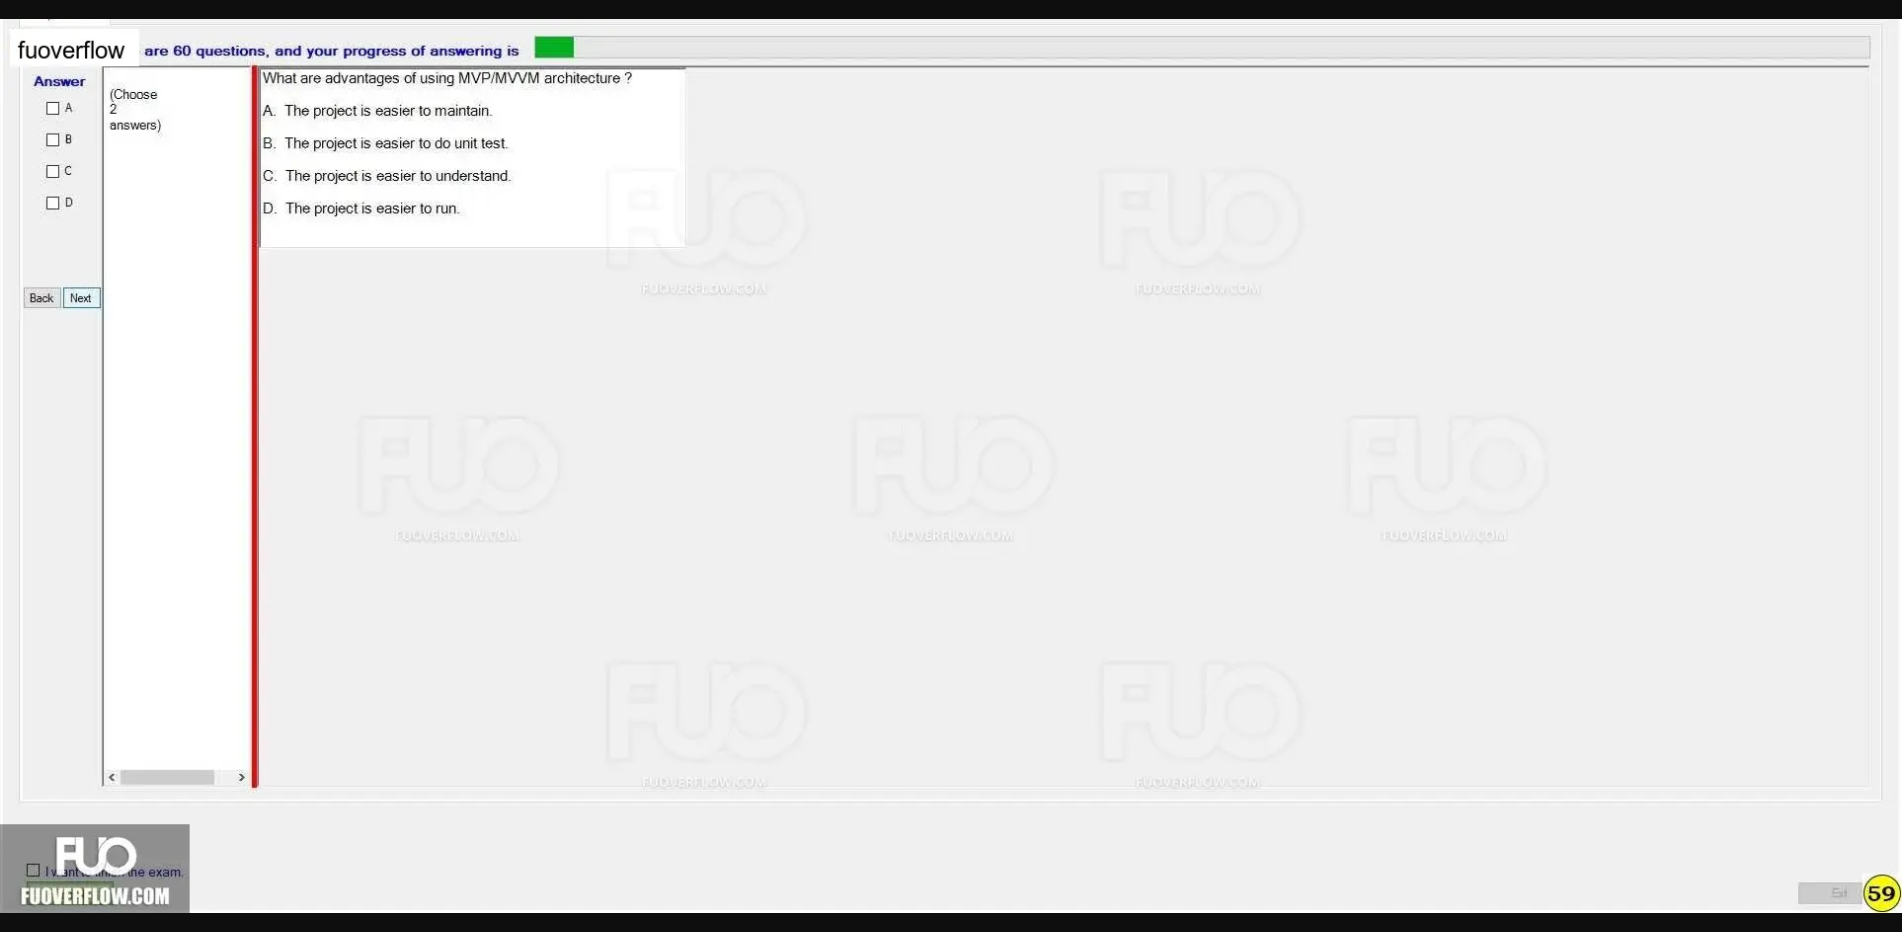 fuoverflow are 60 questions, and your progress of answering is
Answer
A
B
C
D
Back Next
(Choose
2
answers)
What are advantages of using MVP/MVVM architecture ?
A. The project is easier to maintain.
B. The project is easier to do unit test.
C. The project is easier to understand.
D. The project is easier to run.
FUO
FUOVERFLOW.COM
FUO
FUOVERFLOW.COM
FUO
FUOVERFLOW.COM
FUO
FUOVERFLOW.COM
FUO
FUOVERFLOW.COM
FUO
FUOVERFLOW.COM
FUO
FUOVERFLOW.COM
FUO
the exam.
FUOVERFLOW.COM
Exit
59